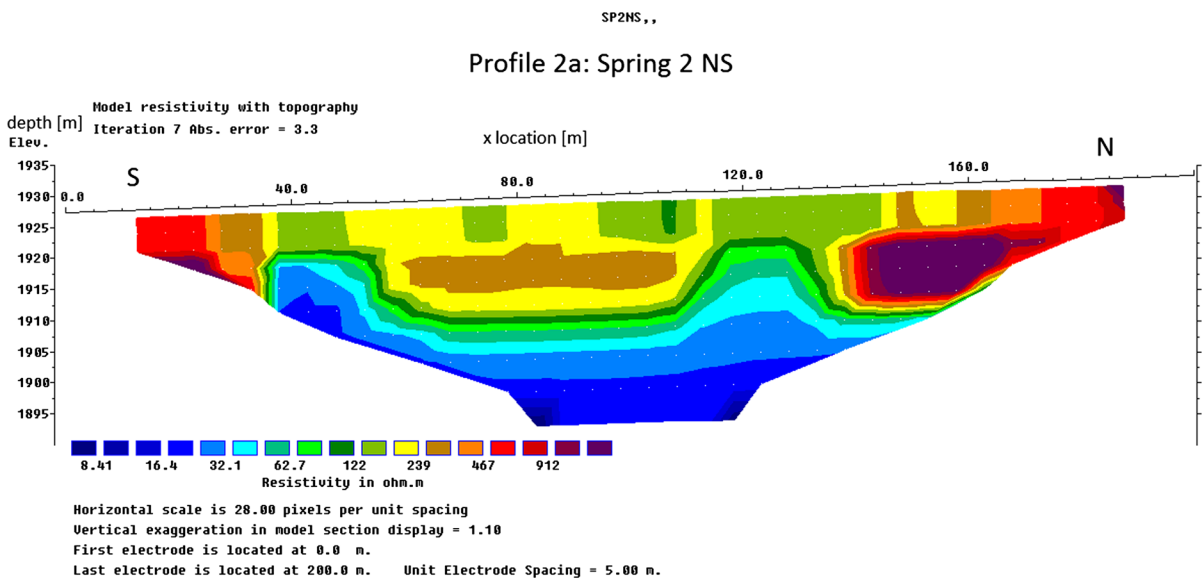 SP2NS,,
Profile 2a: Spring 2 NS
Model resistivity with topography
depth [m]
Iteration 7 Abs. error = 3.3
x location [m]
Elev.
N
S
1935
160.0
120.0
80.0
40.0
0.0
1930
1925
1920
1915
1910
1905
1900
1895
8.41 16.4 32.1 62.7 122 239 467 912
Resistivity in ohm.m
Horizontal scale is 28.00 pixels per unit spacing
Vertical exaggeration in model section display = 1.10
First electrode is located at 0.0 m.
Last electrode is located at 200.0 m. Unit Electrode Spacing = 5.00 m.